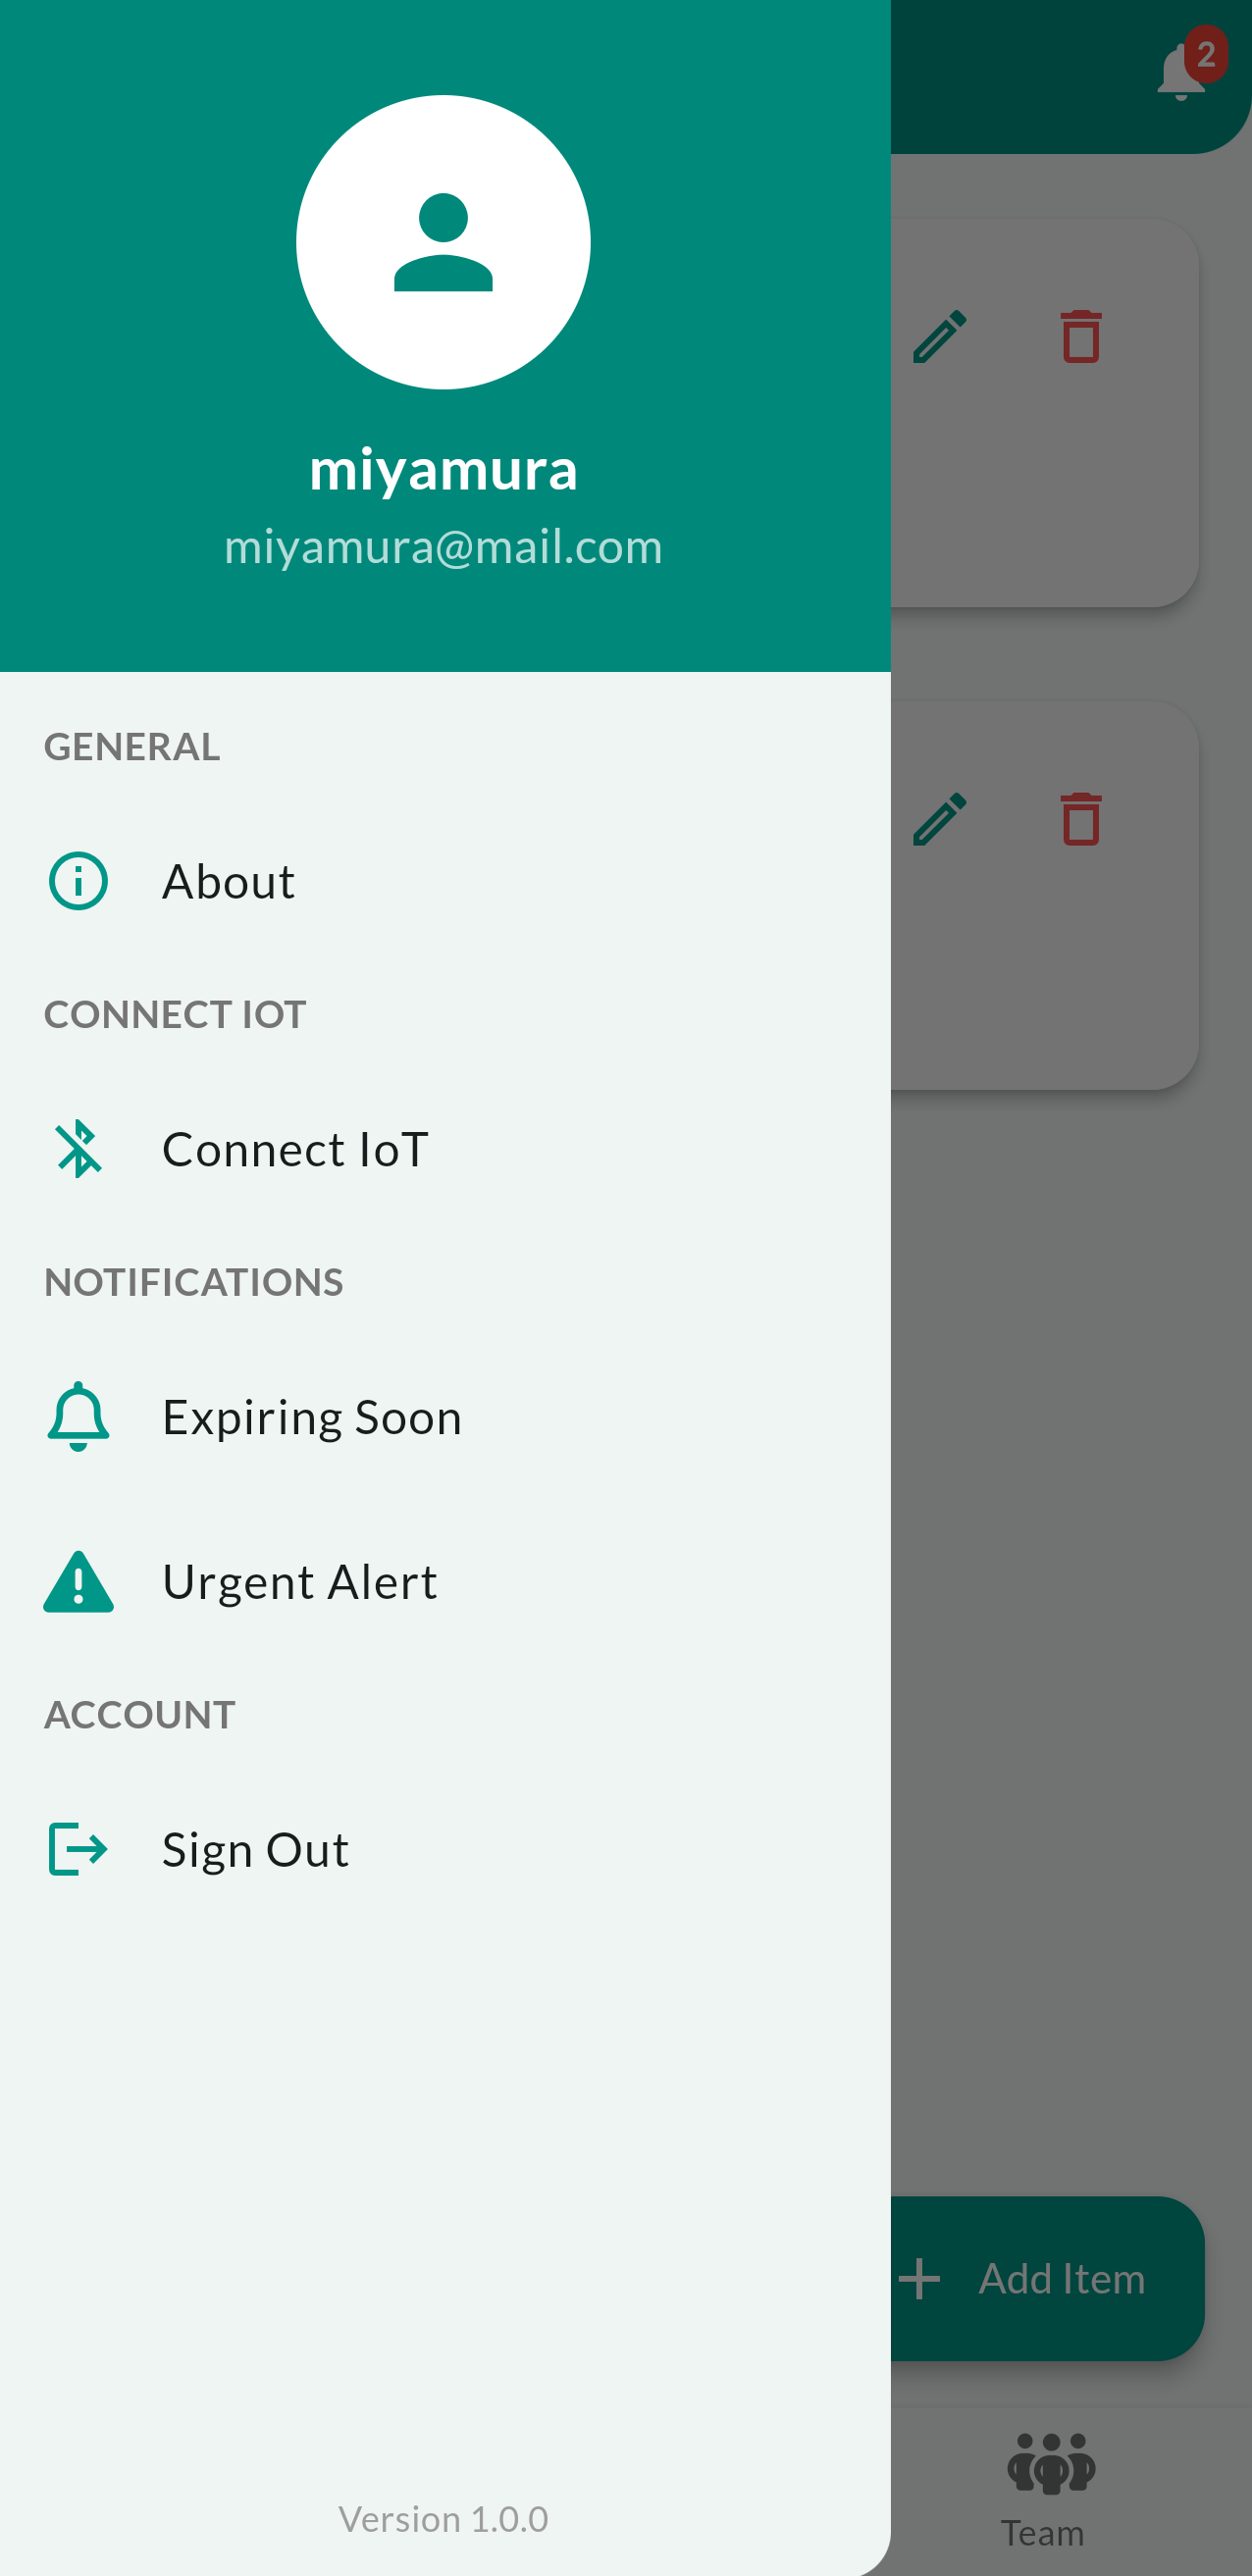 2
miyamura
miyamura@mail.com
GENERAL
About
CONNECT IOT
Connect IoT
NOTIFICATIONS
Expiring Soon
Urgent Alert
ACCOUNT
Sign Out
Add Item
Team
Version 1.0.0